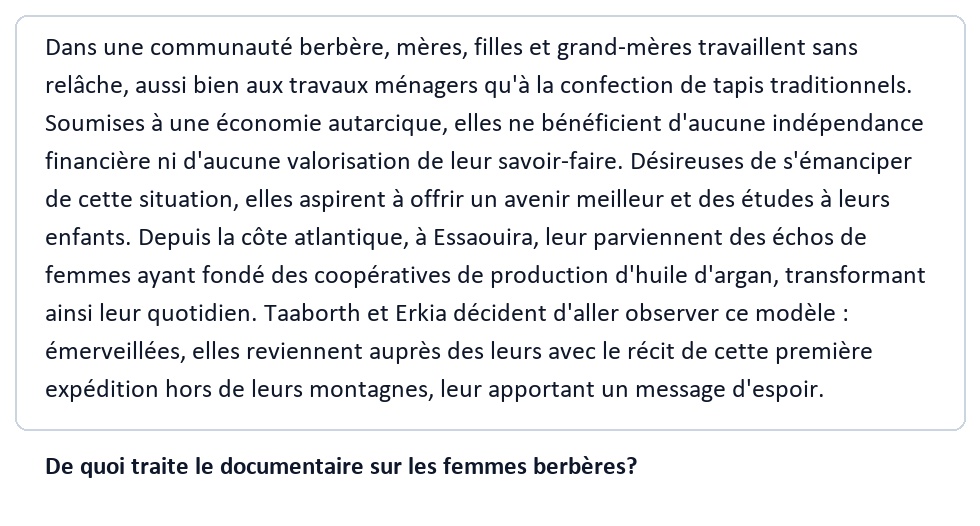 Dans une communauté berbère, mères, filles et grand-mères travaillent sans
relâche, aussi bien aux travaux ménagers qu'à la confection de tapis traditionnels.
Soumises à une économie autarcique, elles ne bénéficient d'aucune indépendance
financière ni d'aucune valorisation de leur savoir-faire. Désireuses de s'émanciper
de cette situation, elles aspirent à offrir un avenir meilleur et des études à leurs
enfants. Depuis la côte atlantique, à Essaouira, leur parviennent des échos de
femmes ayant fondé des coopératives de production d'huile d'argan, transformant
ainsi leur quotidien. Taaborth et Erkia décident d'aller observer ce modèle :
émerveillées, elles reviennent auprès des leurs avec le récit de cette première
expédition hors de leurs montagnes, leur apportant un message d'espoir.
De quoi traite le documentaire sur les femmes berbères?